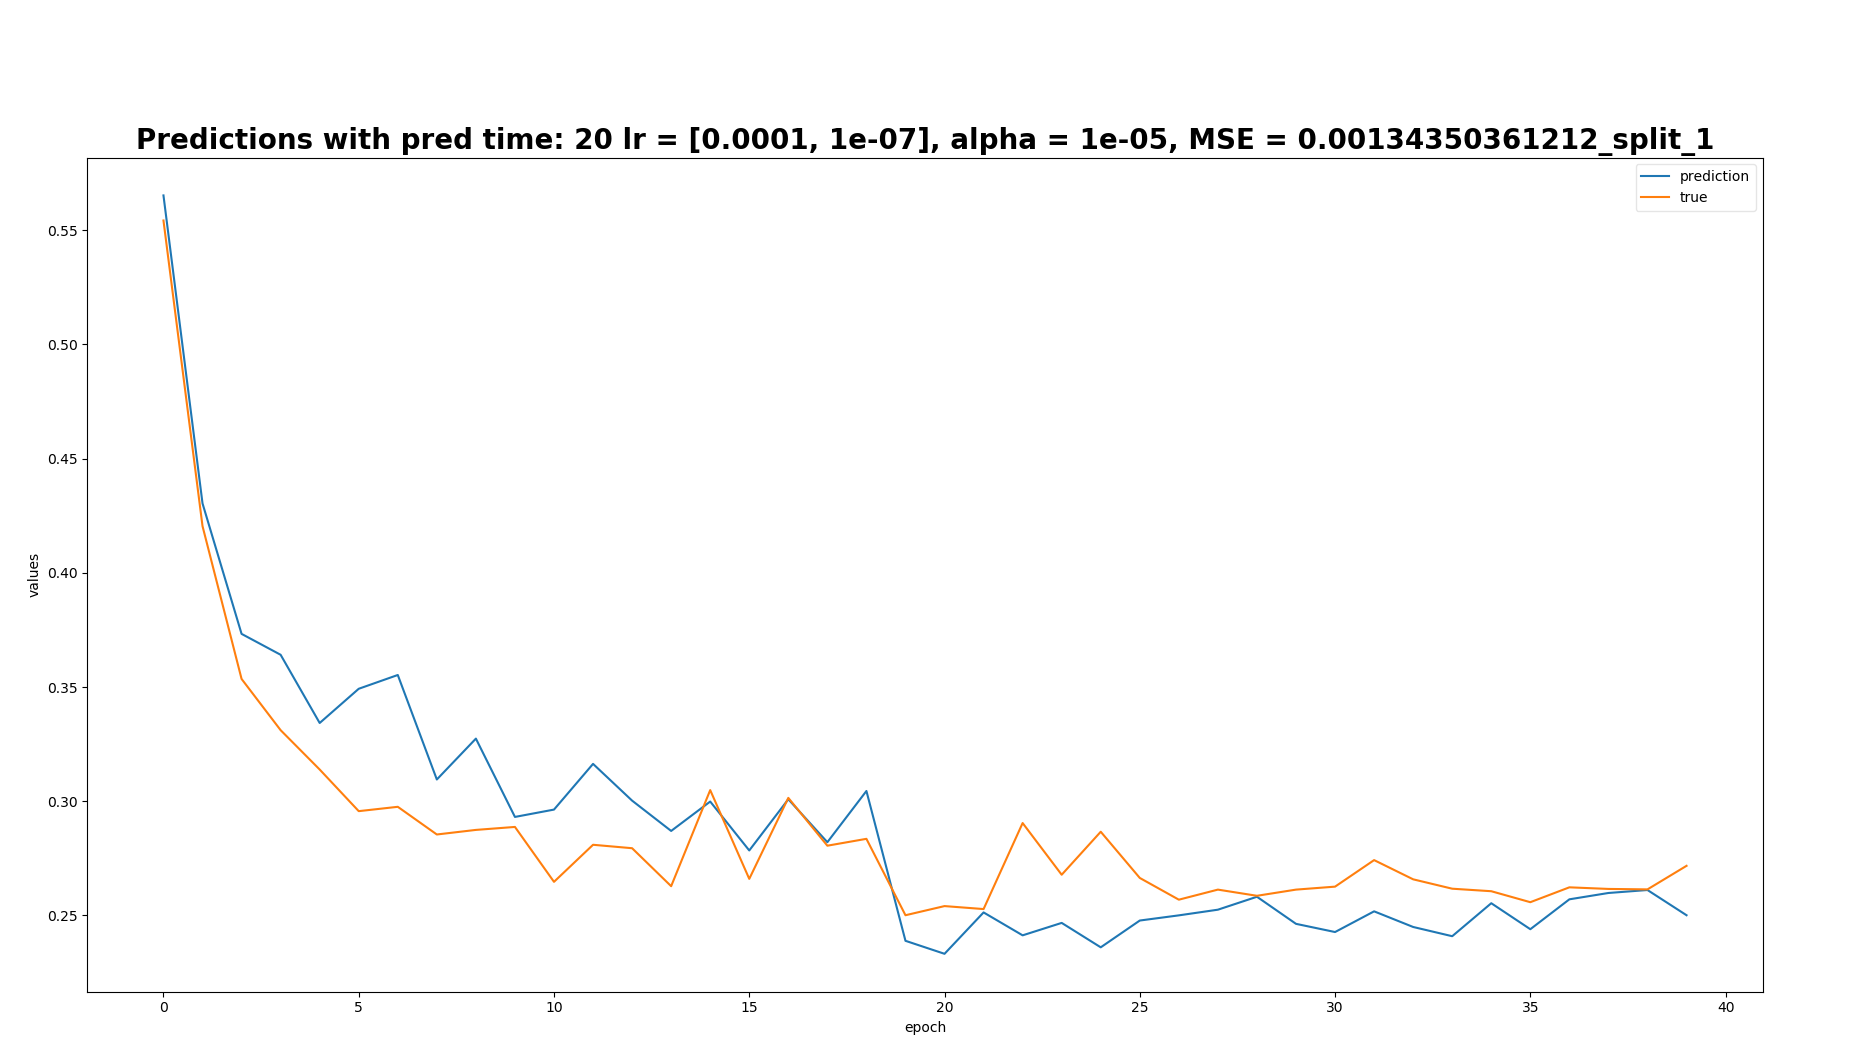 Predictions with pred time: 20 lr = [0.0001, 1e-07], alpha = 1e-05, MSE = 0.00134350361212_split_1
prediction
true
values
0.55
0.50
0.45
0.40
0.35
0.30
0.25
0 5 10 15 20 25 30 35 40
epoch